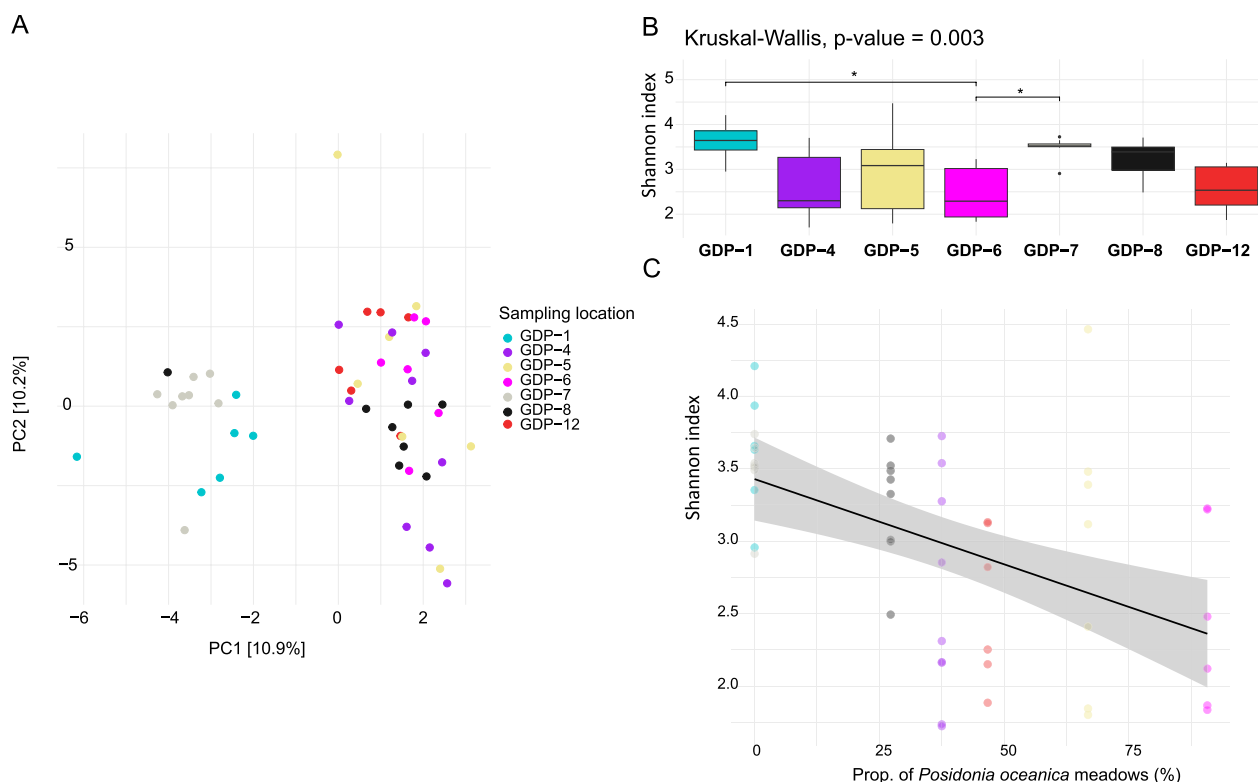 A
5
0
−5
PC2 [10.2%]
−6
−4
−2
0
2
PC1 [10.9%]
Sampling location
GDP−1
GDP−4
GDP−5
GDP−6
GDP−7
GDP−8
GDP−12
B
Kruskal-Wallis, p-value = 0.003
Shannon index
5
4
3
2
*
*
GDP−1
GDP−4
GDP−5
GDP−6
GDP−7
GDP−8
GDP−12
C
Shannon index
4.5
4.0
3.5
3.0
2.5
2.0
0
25
50
75
Prop. of Posidonia oceanica meadows (%)